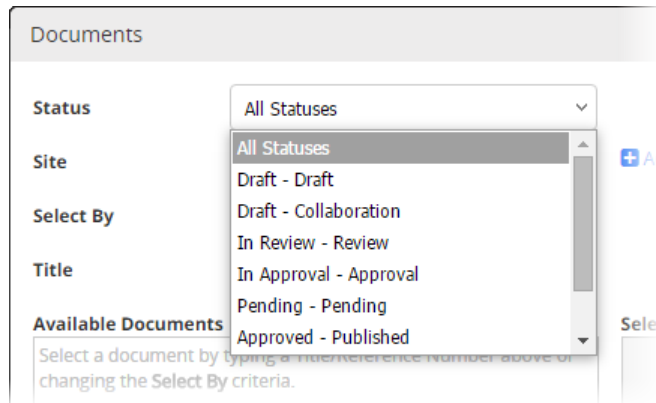 Documents
Status
All Statuses
All Statuses
Site
A
Draft - Draft
Select By
Draft - Collaboration
In Review - Review
Title
In Approval - Approval
Pending - Pending
Available Documents
Approved - Published
Sele
Select a document by typing a Title/Reference Number above or
changing the Select By criteria.